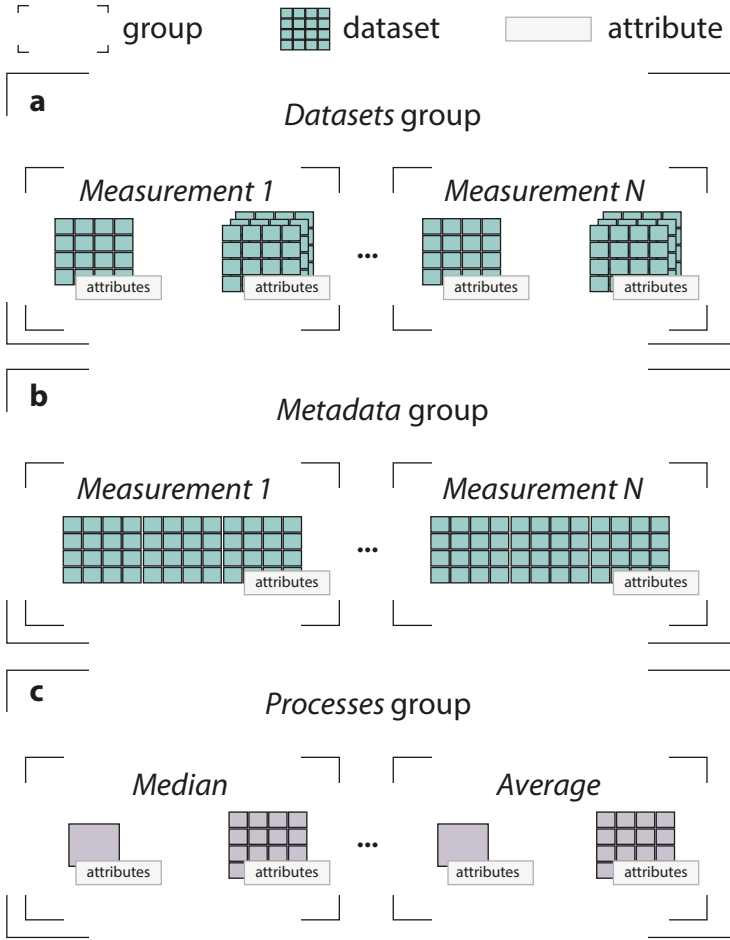 group dataset attribute
a
Datasets group
Measurement 1 Measurement N
...
attributes attributes attributes attributes
b
Metadata group
Measurement 1 Measurement N
...
attributes attributes
c
Processes group
Median Average
...
attributes attributes attributes attributes